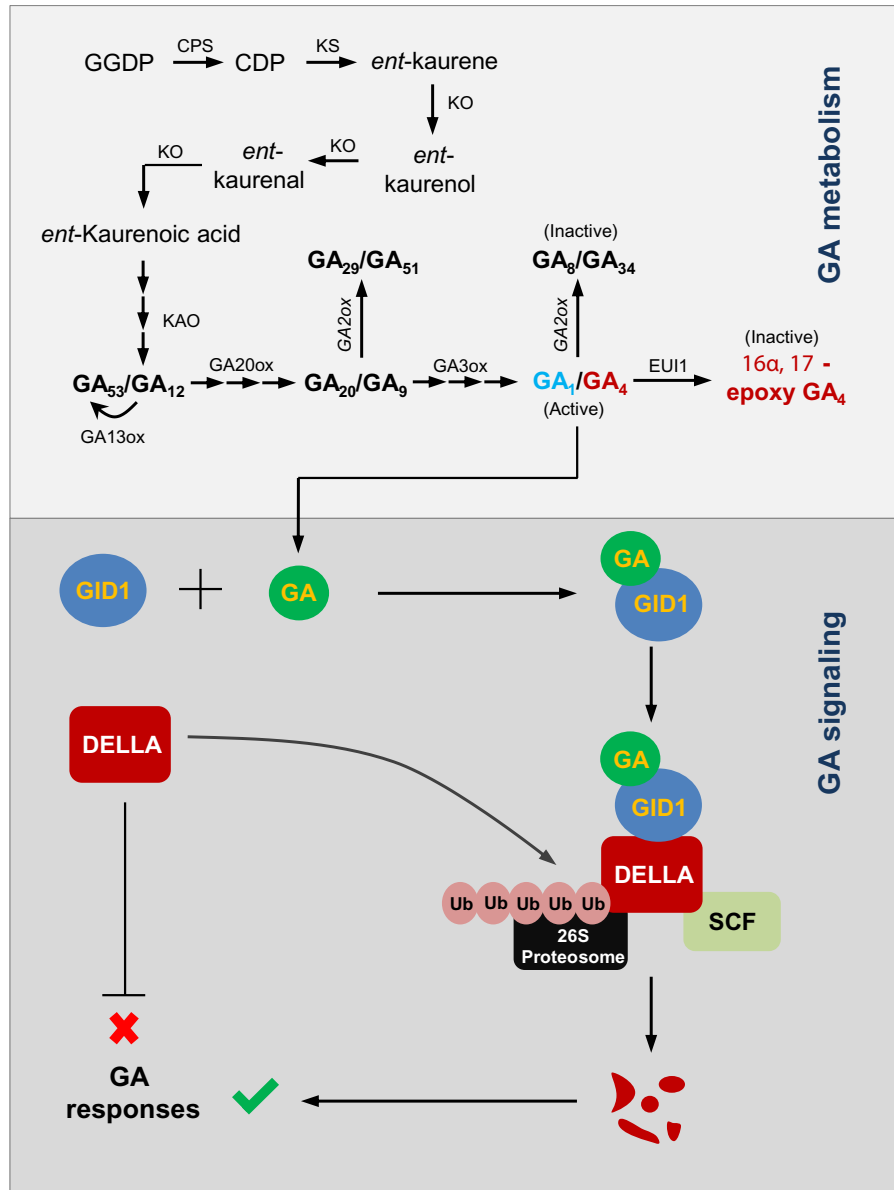 CPS
KS
GGDP
CDP
ent-kaurene
KO
KO
KO
ent-
kaurenal
ent-
kaurenol
ent-Kaurenoic acid
KAO
GA29/GA51
(Inactive)
GA8/GA34
GA2ox
GA2ox
GA53/GA12
GA20ox
GA20/GA9
GA3ox
GA1/GA4
(Active)
EUI1
(Inactive)
16α, 17 -
epoxy GA4
GA13ox
GA metabolism
GID1
GA
GA
GID1
GA signaling
DELLA
GA
GID1
DELLA
Ub Ub Ub Ub Ub
26S
Proteosome
SCF
GA
responses